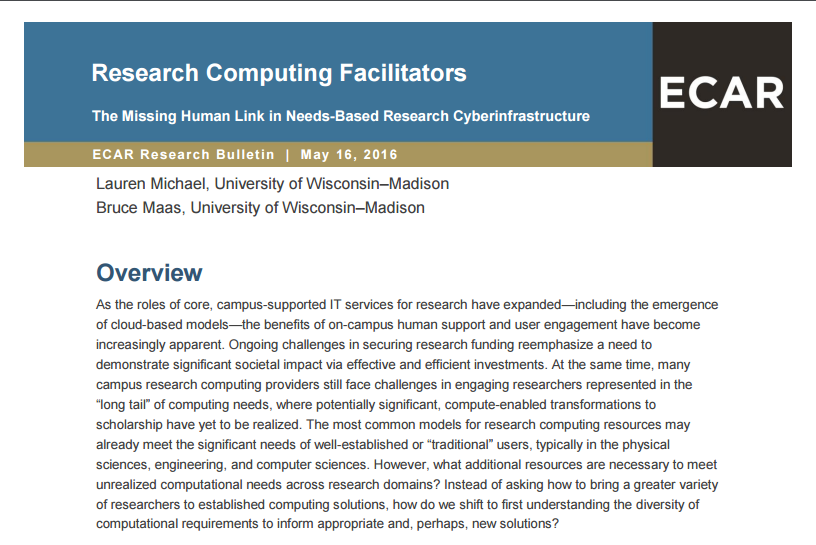 Research Computing Facilitators
ECAR
The Missing Human Link in Needs-Based Research Cyberinfrastructure
ECAR Research Bulletin | May 16, 2016
Lauren Michael, University of Wisconsin–Madison
Bruce Maas, University of Wisconsin–Madison
Overview
As the roles of core, campus-supported IT services for research have expanded—including the emergence
of cloud-based models—the benefits of on-campus human support and user engagement have become
increasingly apparent. Ongoing challenges in securing research funding reemphasize a need to
demonstrate significant societal impact via effective and efficient investments. At the same time, many
campus research computing providers still face challenges in engaging researchers represented in the
“long tail” of computing needs, where potentially significant, compute-enabled transformations to
scholarship have yet to be realized. The most common models for research computing resources may
already meet the significant needs of well-established or “traditional” users, typically in the physical
sciences, engineering, and computer sciences. However, what additional resources are necessary to meet
unrealized computational needs across research domains? Instead of asking how to bring a greater variety
of researchers to established computing solutions, how do we shift to first understanding the diversity of
computational requirements to inform appropriate and, perhaps, new solutions?